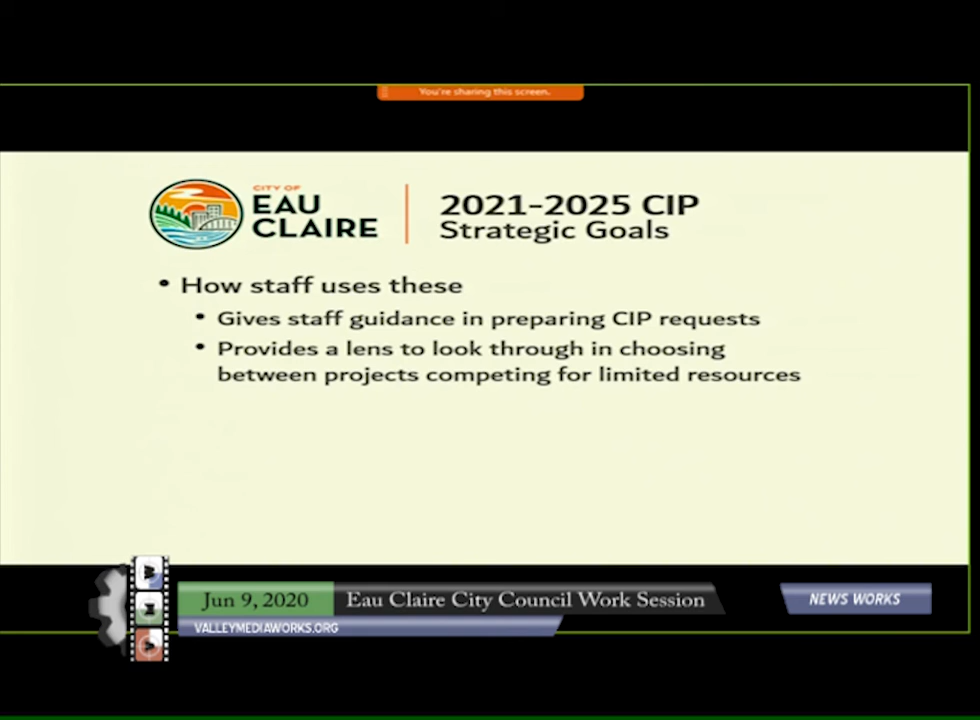 You're sharing this screen.
CITY OF
EAU
CLAIRE
2021-2025 CIP
Strategic Goals
• How staff uses these
• Gives staff guidance in preparing CIP requests
• Provides a lens to look through in choosing
between projects competing for limited resources
Jun 9, 2020
Eau Claire City Council Work Session
NEWS WORKS
VALLEYMEDIAWORKS.ORG